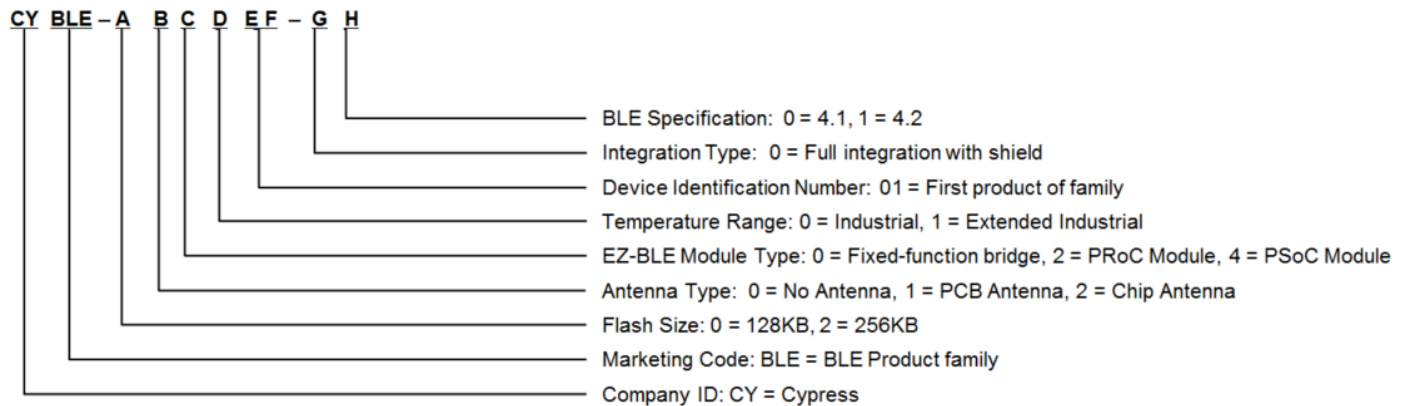 CY BLE – A B C D E F – G H
BLE Specification: 0 = 4.1, 1 = 4.2
Integration Type: 0 = Full integration with shield
Device Identification Number: 01 = First product of family
Temperature Range: 0 = Industrial, 1 = Extended Industrial
EZ-BLE Module Type: 0 = Fixed-function bridge, 2 = PRoC Module, 4 = PSoC Module
Antenna Type: 0 = No Antenna, 1 = PCB Antenna, 2 = Chip Antenna
Flash Size: 0 = 128KB, 2 = 256KB
Marketing Code: BLE = BLE Product family
Company ID: CY = Cypress